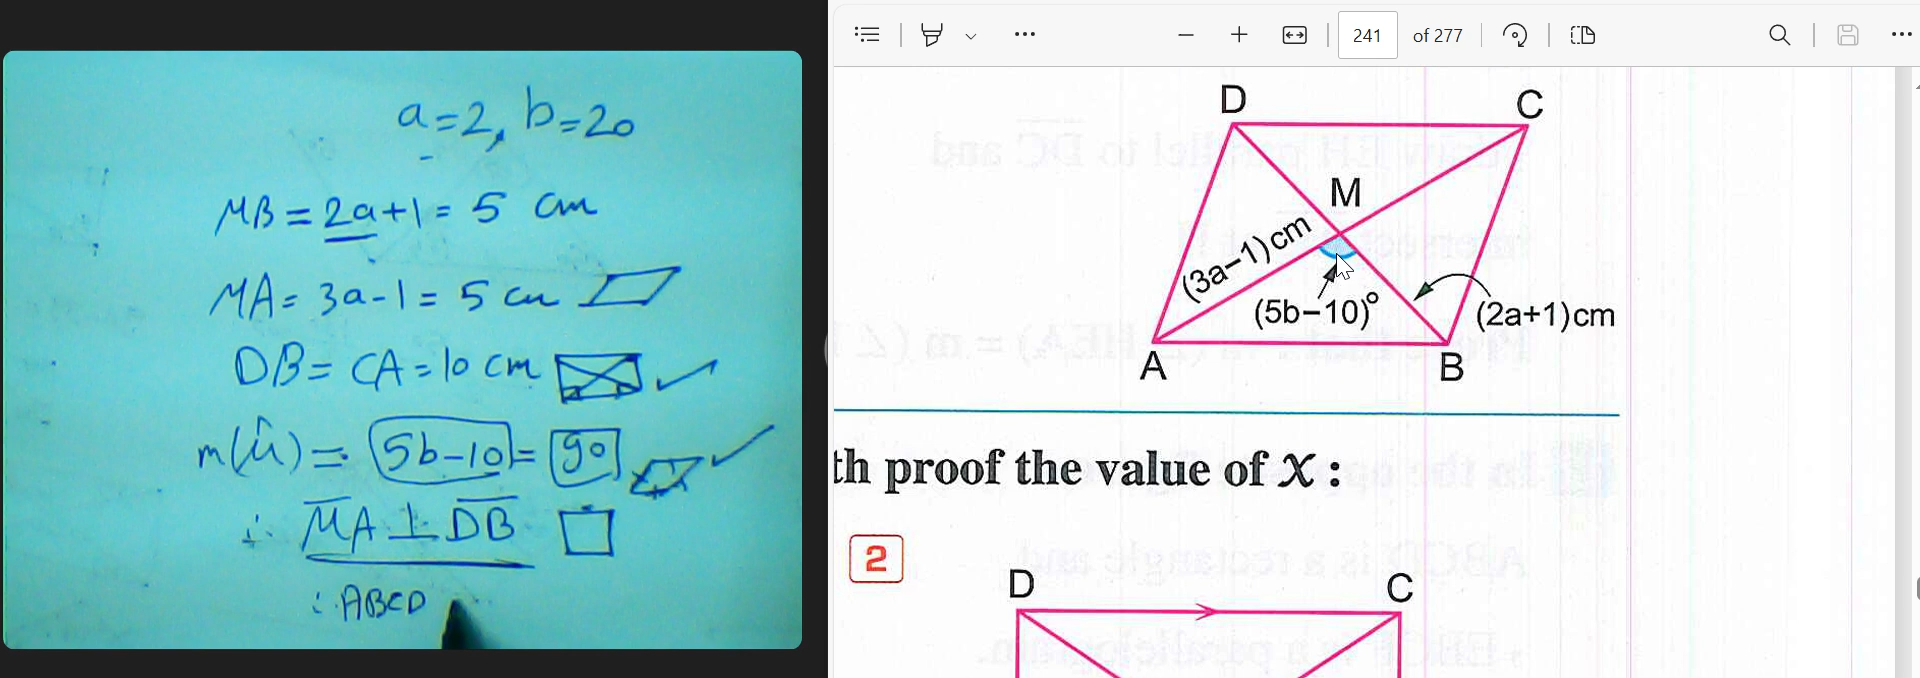 a=2, b=20
MB = 2a+1 = 5 cm
MA = 3a-1 = 5 cm
DB = CA = 10 cm
m(M̂) = 5b-10 = 90
∴ MA ⊥ DB
∴ ABCD
241 of 277
D C
M
(3a−1)cm
(5b−10)°
(2a+1)cm
A B
th proof the value of x :
2
D C